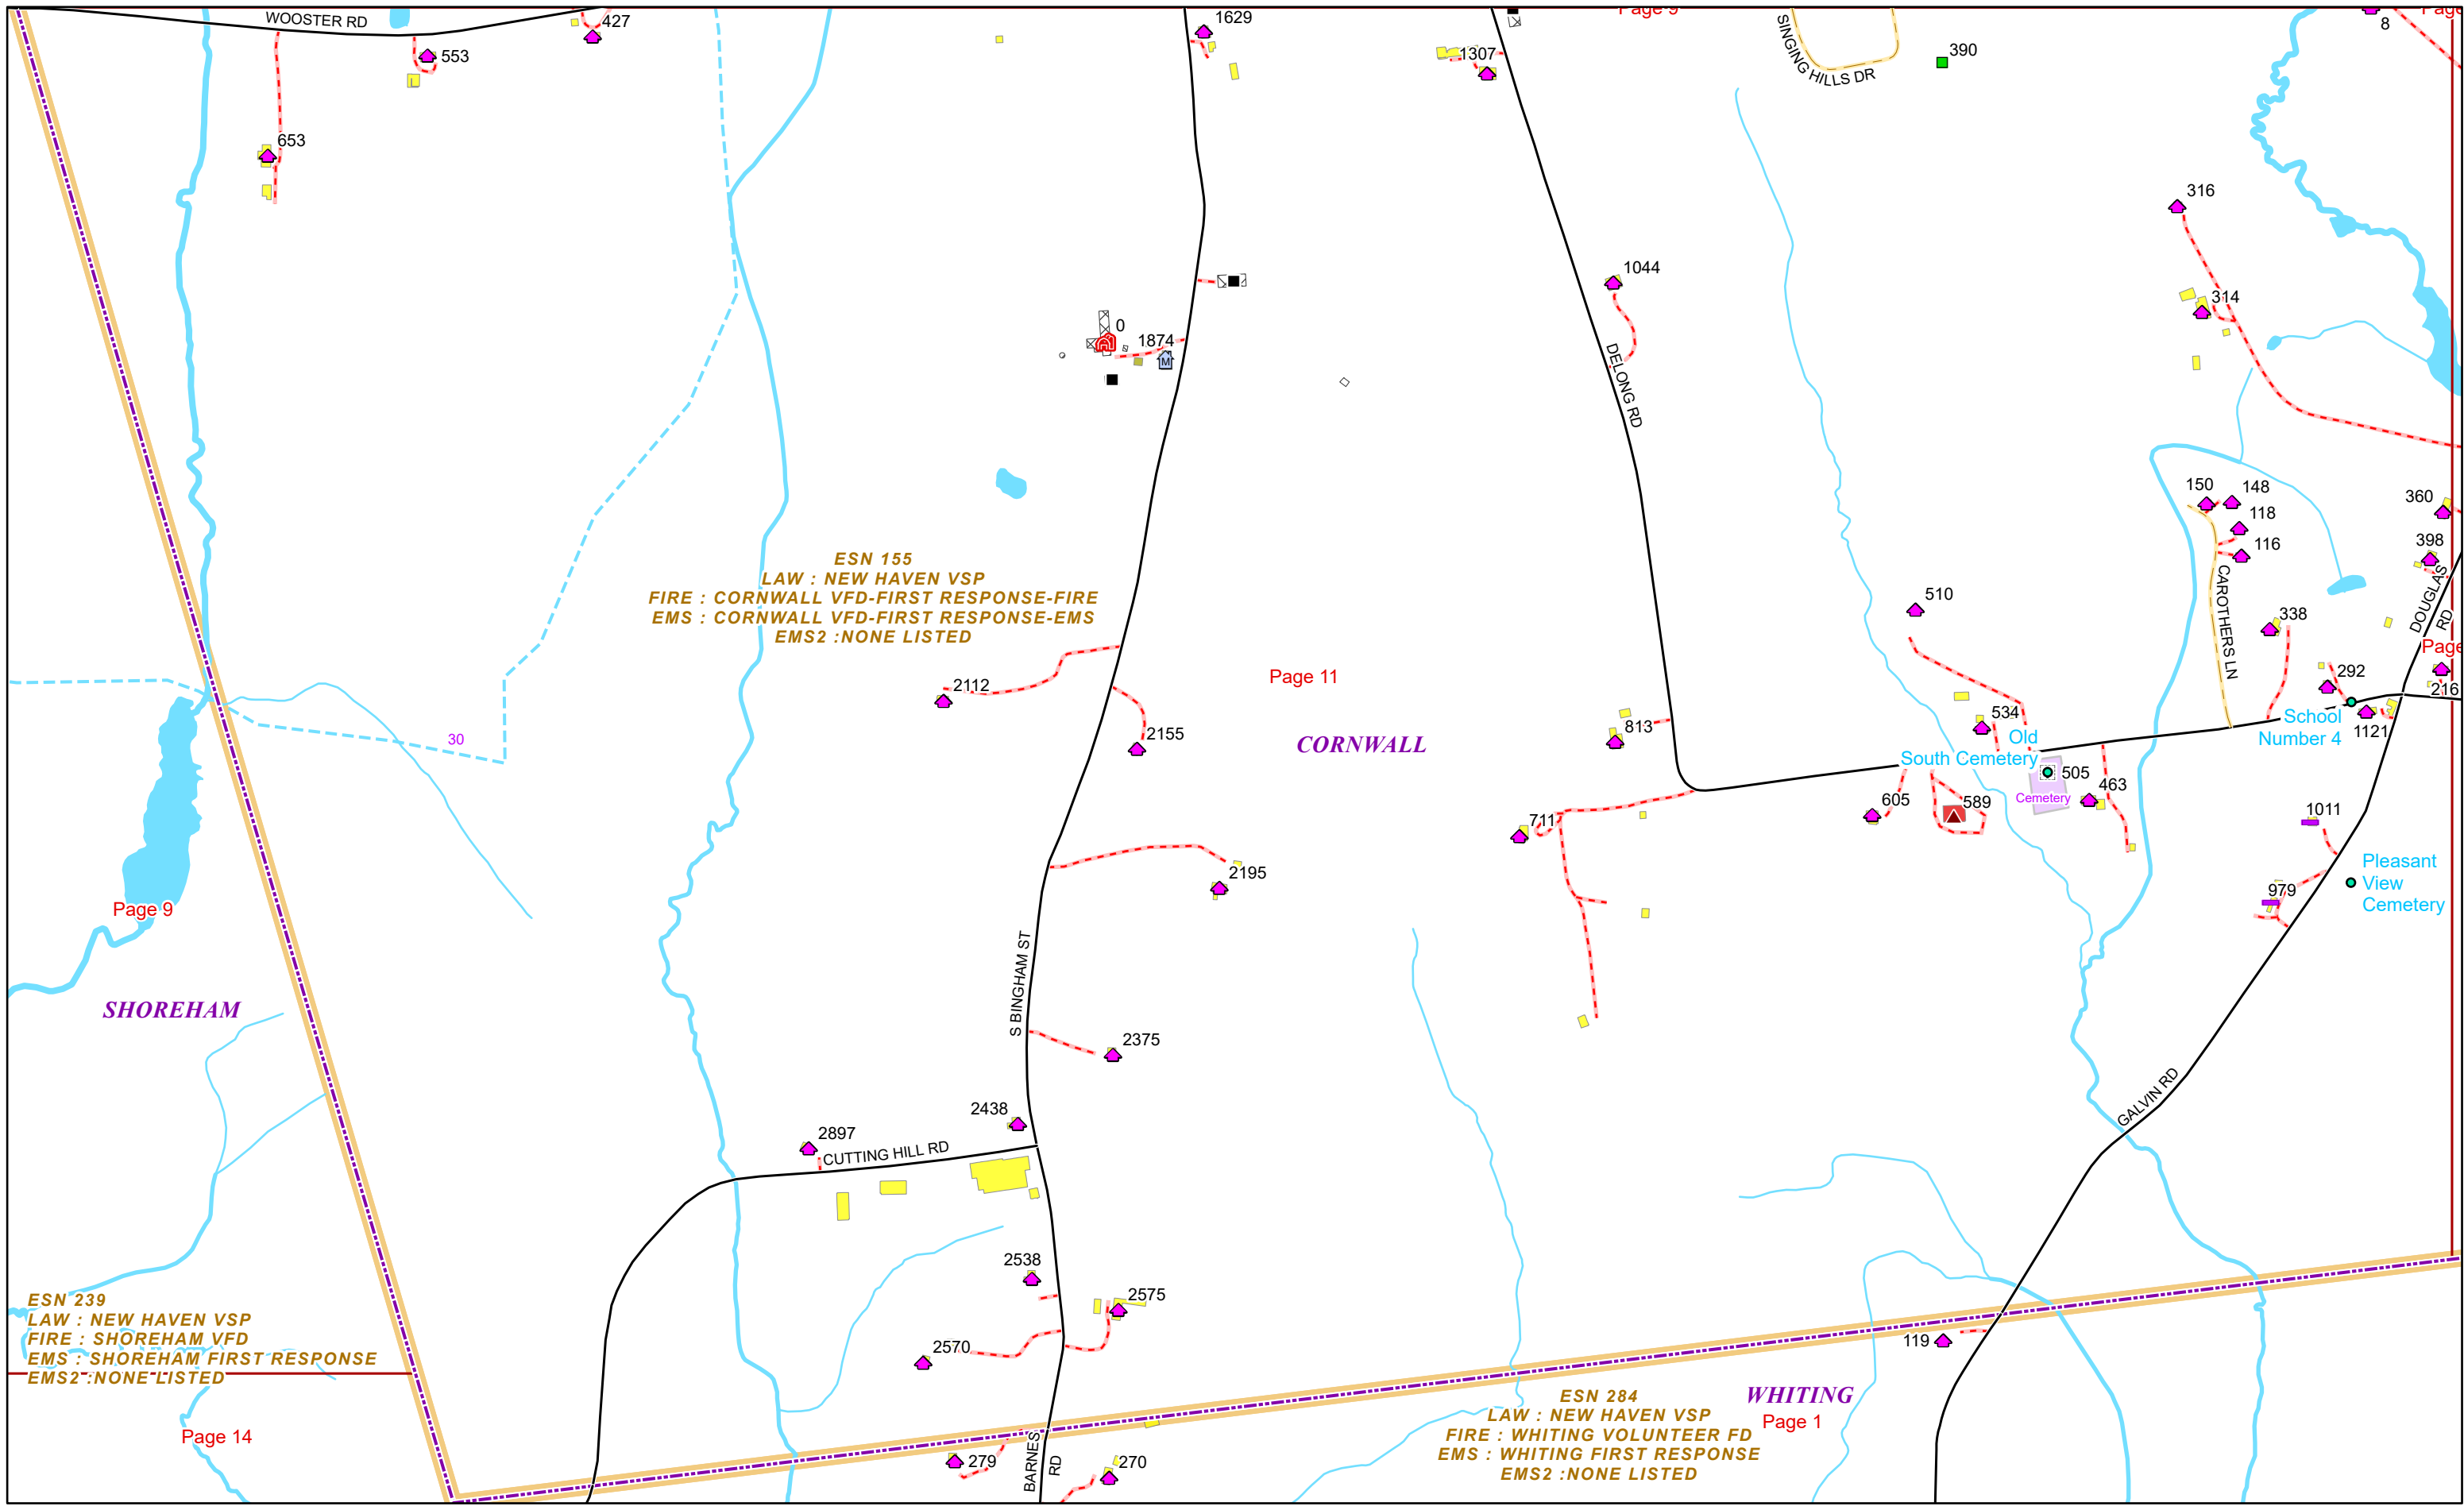 WOOSTER RD
427
553
653
1629
1307
Page 9
SINGING HILLS DR
390
8
316
314
1044
DELONG RD
0
1874
M
150
148
118
116
360
398
CAROTHERS LN
DOUGLAS
RD
338
292
216
1121
School
Number 4
ESN 155
LAW : NEW HAVEN VSP
FIRE : CORNWALL VFD-FIRST RESPONSE-FIRE
EMS : CORNWALL VFD-FIRST RESPONSE-EMS
EMS2 :NONE LISTED
510
2112
2155
Page 11
CORNWALL
813
534
Old
South Cemetery
505
Cemetery
463
605
589
711
1011
979
Pleasant
View
Cemetery
30
Page 9
SHOREHAM
2195
S BINGHAM ST
2375
2438
2897
CUTTING HILL RD
GALVIN RD
2538
2575
2570
119
ESN 239
LAW : NEW HAVEN VSP
FIRE : SHOREHAM VFD
EMS : SHOREHAM FIRST RESPONSE
EMS2 :NONE LISTED
Page 14
279
BARNES
RD
270
ESN 284
LAW : NEW HAVEN VSP
FIRE : WHITING VOLUNTEER FD
EMS : WHITING FIRST RESPONSE
EMS2 :NONE LISTED
WHITING
Page 1